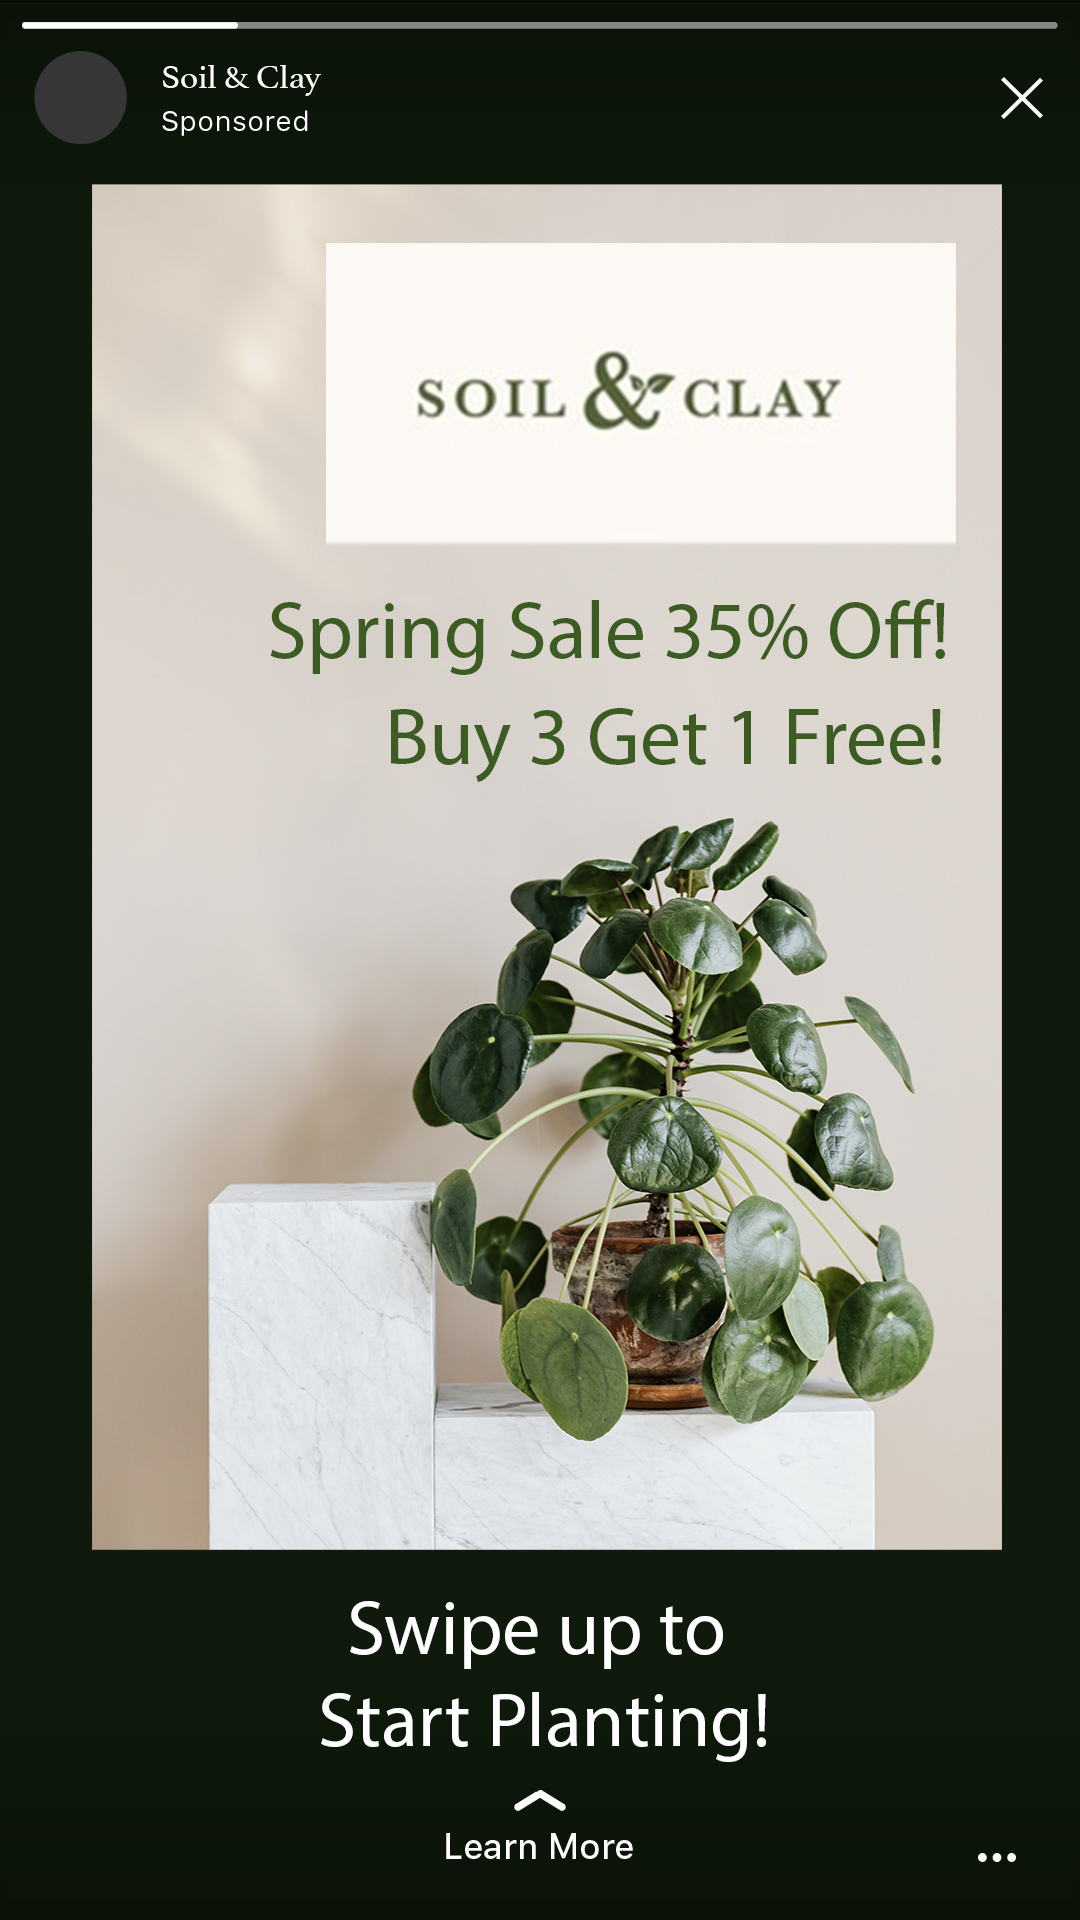 Soil & Clay
Sponsored
SOIL & CLAY
Spring Sale 35% Off!
Buy 3 Get 1 Free!
Swipe up to
Start Planting!
Learn More